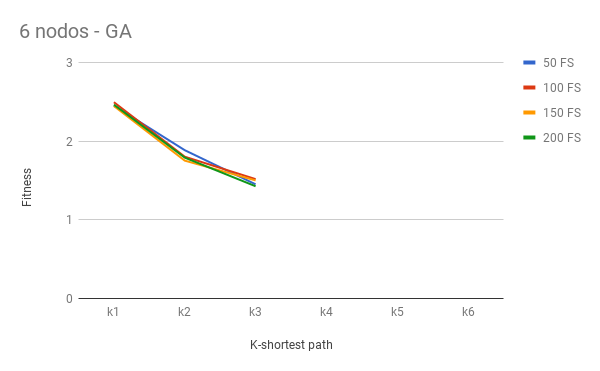 6 nodos - GA
50 FS
100 FS
150 FS
200 FS
3
2
1
0
Fitness
k1 k2 k3 k4 k5 k6
K-shortest path